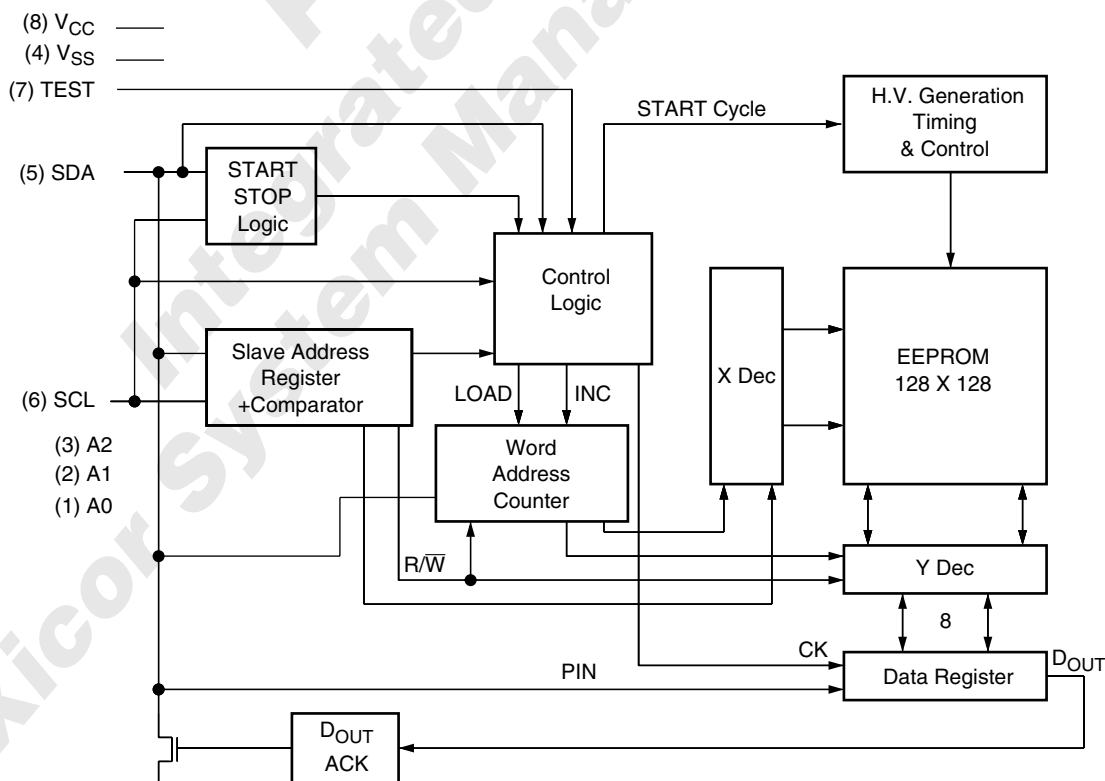 (8) VCC
(4) VSS
(7) TEST
(5) SDA
START
STOP
Logic
START Cycle
H.V. Generation
Timing
& Control
Control
Logic
Slave Address
Register
+Comparator
(6) SCL
(3) A2
(2) A1
(1) A0
LOAD
INC
Word
Address
Counter
X Dec
EEPROM
128 X 128
R/W̅
Y Dec
8
CK
PIN
Data Register
DOUT
DOUT
ACK
Integrated
System